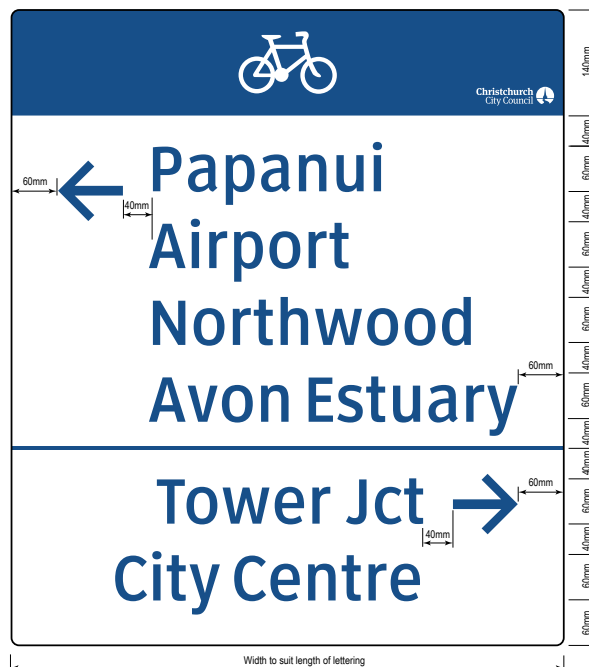 Christchurch
City Council
140mm
40mm
60mm
60mm
Papanui
40mm
40mm
Airport
60mm
40mm
Northwood
60mm
40mm
60mm
Avon Estuary
60mm
40mm
40mm
Tower Jct
60mm
60mm
40mm
40mm
City Centre
60mm
60mm
Width to suit length of lettering